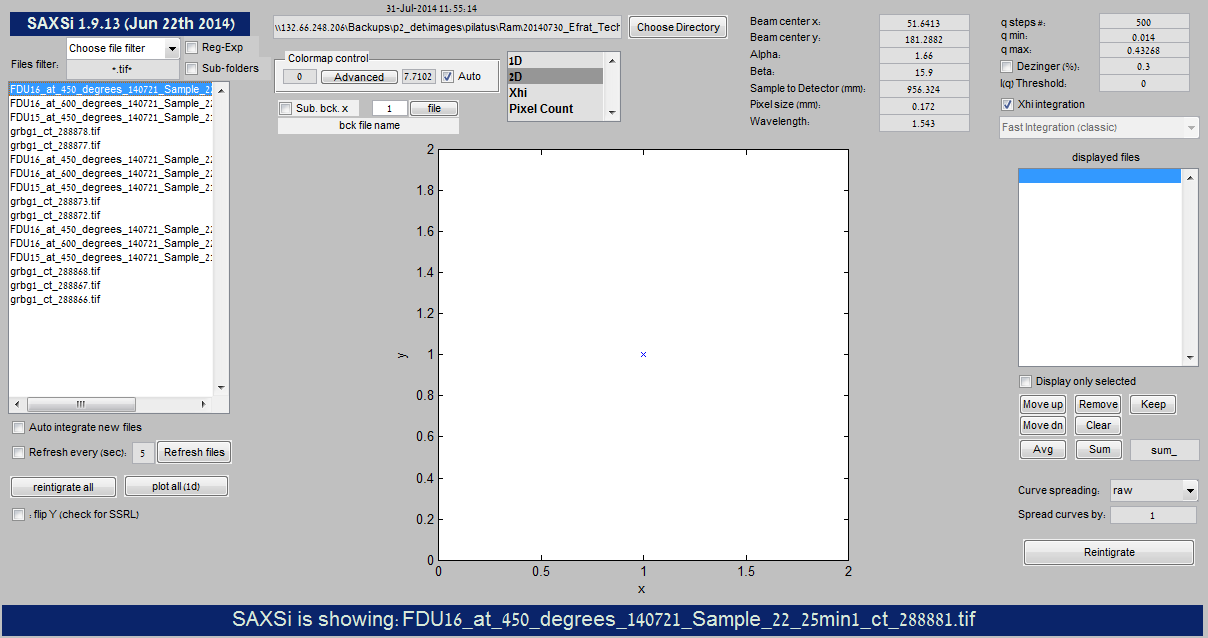 31-Jul-2014 11:55:14
SAXSi 1.9.13 (Jun 22th 2014)
\\132.66.248.206\Backups\p2_det\images\pilatus\Ram\20140730_Efrat_Tech
Choose Directory
Files filter:
Choose file filter
*.tif*
Reg-Exp
Sub-folders
Colormap control
0
Advanced
7.7102
Auto
Sub. bck. x
1
file
bck file name
1D
2D
Xhi
Pixel Count
Beam center x: 51.6413
Beam center y: 181.2882
Alpha: 1.66
Beta: 15.9
Sample to Detector (mm): 956.324
Pixel size (mm): 0.172
Wavelength: 1.543
q steps #: 500
q min: 0.014
q max: 0.43268
Dezinger (%): 0.3
I(q) Threshold: 0
Xhi integration
Fast Integration (classic)
FDU16_at_450_degrees_140721_Sample_22
FDU16_at_600_degrees_140721_Sample_22
FDU15_at_450_degrees_140721_Sample_21
grbg1_ct_288878.tif
grbg1_ct_288877.tif
FDU16_at_450_degrees_140721_Sample_22
FDU16_at_600_degrees_140721_Sample_22
FDU15_at_450_degrees_140721_Sample_21
grbg1_ct_288873.tif
grbg1_ct_288872.tif
FDU16_at_450_degrees_140721_Sample_22
FDU16_at_600_degrees_140721_Sample_22
FDU15_at_450_degrees_140721_Sample_21
grbg1_ct_288868.tif
grbg1_ct_288867.tif
grbg1_ct_288866.tif
Auto integrate new files
Refresh every (sec): 5
Refresh files
reintigrate all
plot all (1d)
: flip Y (check for SSRL)
2
1.8
1.6
1.4
1.2
1
0.8
0.6
0.4
0.2
0
y
0 0.5 1 1.5 2
x
displayed files
Display only selected
Move up Remove Keep
Move dn Clear
Avg Sum sum_
Curve spreading: raw
Spread curves by: 1
Reintigrate
SAXSi is showing: FDU16_at_450_degrees_140721_Sample_22_25min1_ct_288881.tif